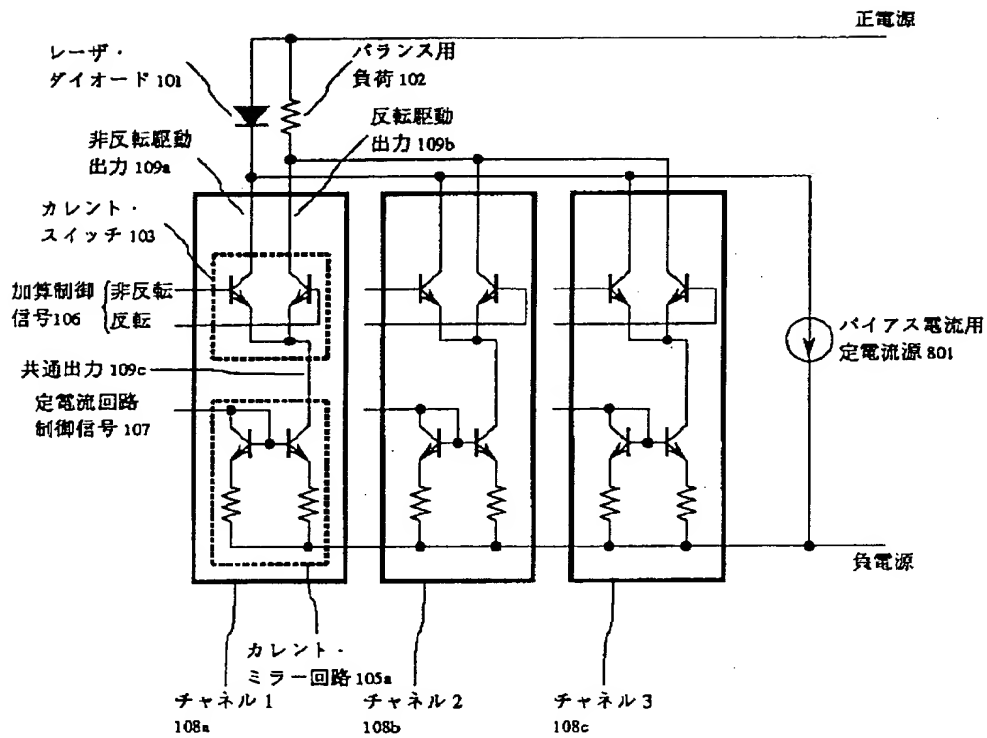 正電源
レーザ・
ダイオード 101
バランス用
負荷 102
非反転駆動
出力 109a
反転駆動
出力 109b
カレント・
スイッチ 103
加算制御
信号106
非反転
反転
共通出力 109c
定電流回路
制御信号 107
バイアス電流用
定電流源 801
負電源
カレント・
ミラー回路 105a
チャネル 1
108a
チャネル 2
108b
チャネル 3
108c